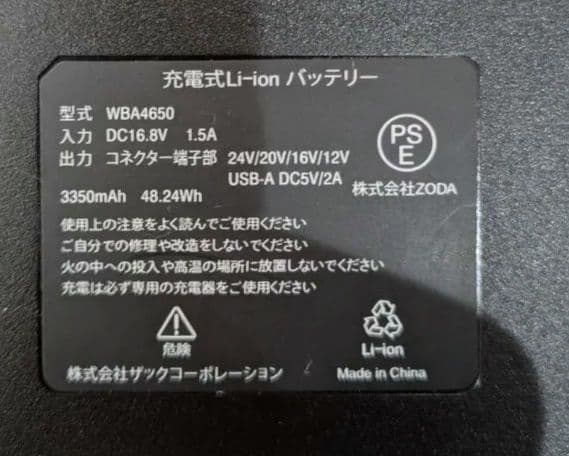 充電式Li-ion バッテリー
型式 WBA4650
入力 DC16.8V 1.5A
出力 コネクター端子部 24V/20V/16V/12V
USB-A DC5V/2A
3350mAh 48.24Wh
PS
E
株式会社ZODA
使用上の注意をよく読んでご使用ください
ご自分での修理や改造をしないでください
火の中への投入や高温の場所に放置しないでください
充電は必ず専用の充電器をご使用ください
危険
Li-ion
株式会社ザックコーポレーション
Made in China